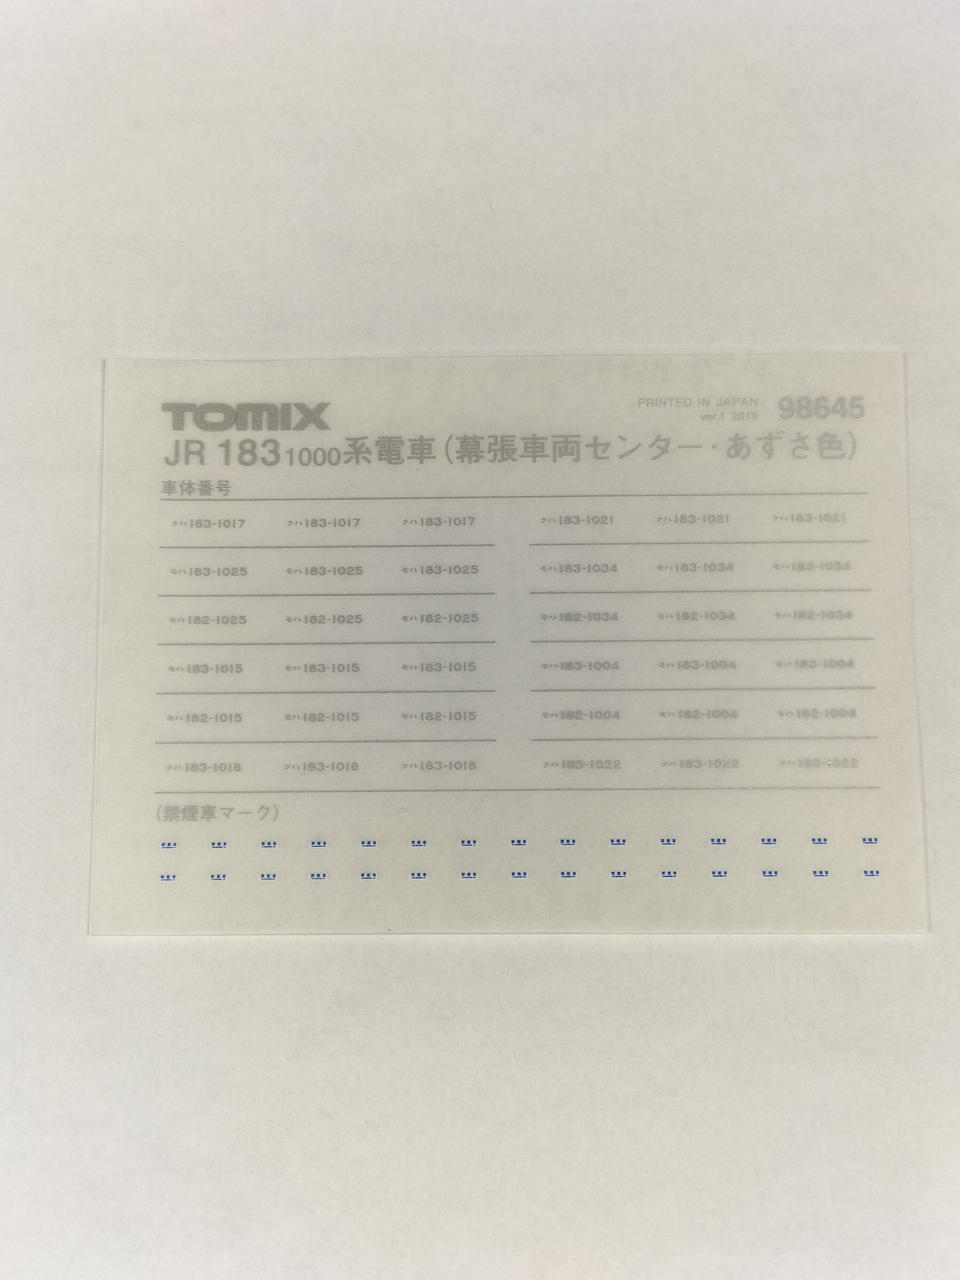 TOMIX PRINTED IN JAPAN 98645
ver.1 2018
JR 183 1000系電車(幕張車両センター・あずさ色)
車体番号
クハ183-1017 クハ183-1017 クハ183-1017 クハ183-1021 クハ183-1021 クハ183-1021
モハ183-1025 モハ183-1025 モハ183-1025 モハ183-1034 モハ183-1034 モハ183-1034
モハ182-1025 モハ182-1025 モハ182-1025 モハ182-1034 モハ182-1034 モハ182-1034
モハ183-1015 モハ183-1015 モハ183-1015 モハ183-1004 モハ183-1004 モハ183-1004
モハ182-1015 モハ182-1015 モハ182-1015 モハ182-1004 モハ182-1004 モハ182-1004
クハ183-1018 クハ183-1018 クハ183-1018 クハ183-1022 クハ183-1022 クハ183-1022
(禁煙車マーク)